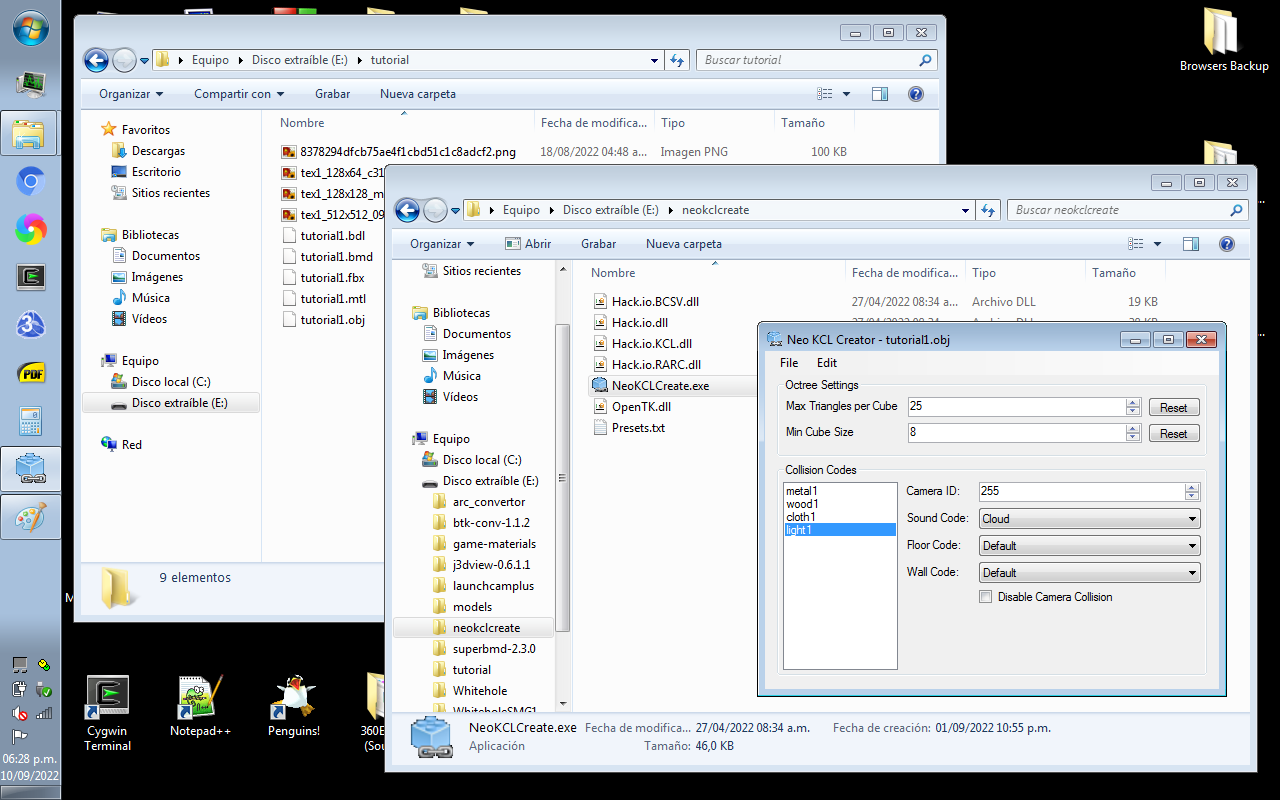 Browsers Backup
Equipo
Disco extraíble (E:)
tutorial
Buscar tutorial
Organizar
Compartir con
Grabar
Nueva carpeta
Nombre
Fecha de modifica...
Tipo
Tamaño
Favoritos
Descargas
Escritorio
Sitios recientes
Bibliotecas
Documentos
Imágenes
Música
Vídeos
Equipo
Disco local (C:)
Disco extraíble (E:)
Red
8378294dfcb75ae4f1cbd51c1c8adcf2.png 18/08/2022 04:48 a... Imagen PNG 100 KB
tex1_128x64_c31
tex1_128x128_m
tex1_512x512_09
tutorial1.bdl
tutorial1.bmd
tutorial1.fbx
tutorial1.mtl
tutorial1.obj
9 elementos
Equipo
Disco extraíble (E:)
neokclcreate
Buscar neokclcreate
Organizar
Abrir
Grabar
Nueva carpeta
Sitios recientes
Bibliotecas
Documentos
Imágenes
Música
Vídeos
Equipo
Disco local (C:)
Disco extraíble (E:)
arc_convertor
btk-conv-1.1.2
game-materials
j3dview-0.6.1.1
launchcamplus
models
neokclcreate
superbmd-2.3.0
tutorial
Whitehole
WhiteholeSMG1
Nombre
Fecha de modifica...
Tipo
Tamaño
Hack.io.BCSV.dll 27/04/2022 08:34 a... Archivo DLL 19 KB
Hack.io.dll
Hack.io.KCL.dll
Hack.io.RARC.dll
NeoKCLCreate.exe
OpenTK.dll
Presets.txt
Neo KCL Creator - tutorial1.obj
File
Edit
Octree Settings
Max Triangles per Cube 25 Reset
Min Cube Size 8 Reset
Collision Codes
metal1
wood1
cloth1
light1
Camera ID: 255
Sound Code: Cloud
Floor Code: Default
Wall Code: Default
Disable Camera Collision
NeoKCLCreate.exe Fecha de modifica... 27/04/2022 08:34 a.m. Fecha de creación: 01/09/2022 10:55 p.m.
Aplicación Tamaño: 46,0 KB
Cygwin
Terminal
Notepad++
Penguins!
360E
(Sou
PDF
06:28 p.m.
10/09/2022